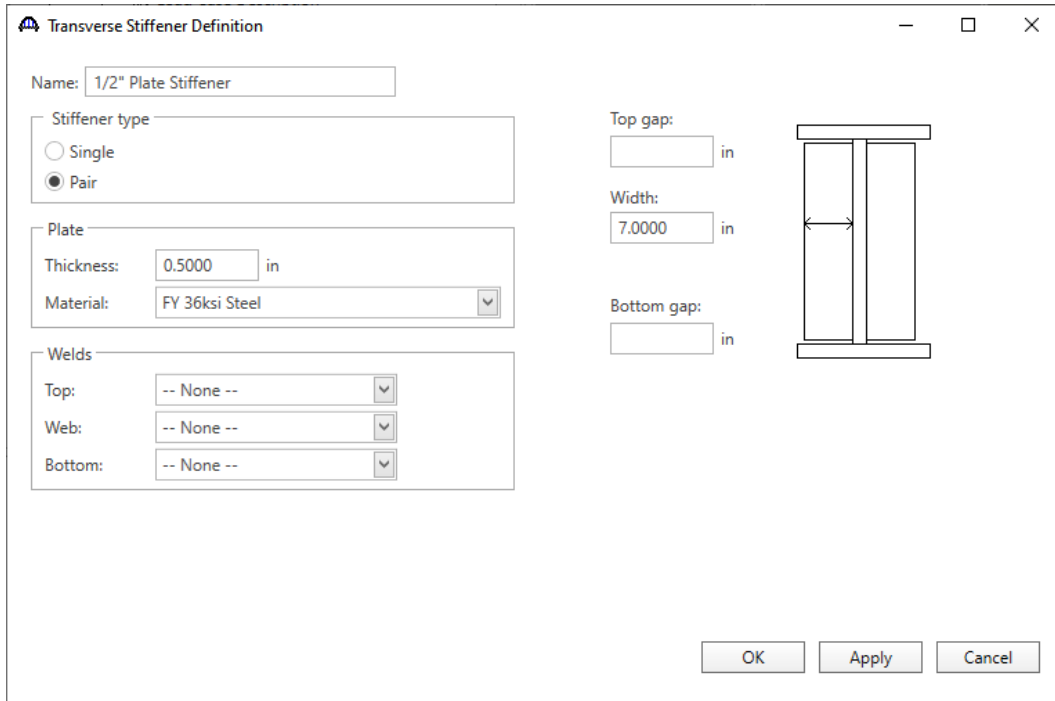 Transverse Stiffener Definition
Name: 1/2" Plate Stiffener
Stiffener type
Single
Pair
Plate
Thickness: 0.5000 in
Material: FY 36ksi Steel
Welds
Top: -- None --
Web: -- None --
Bottom: -- None --
Top gap:
in
Width:
7.0000 in
Bottom gap:
in
OK Apply Cancel